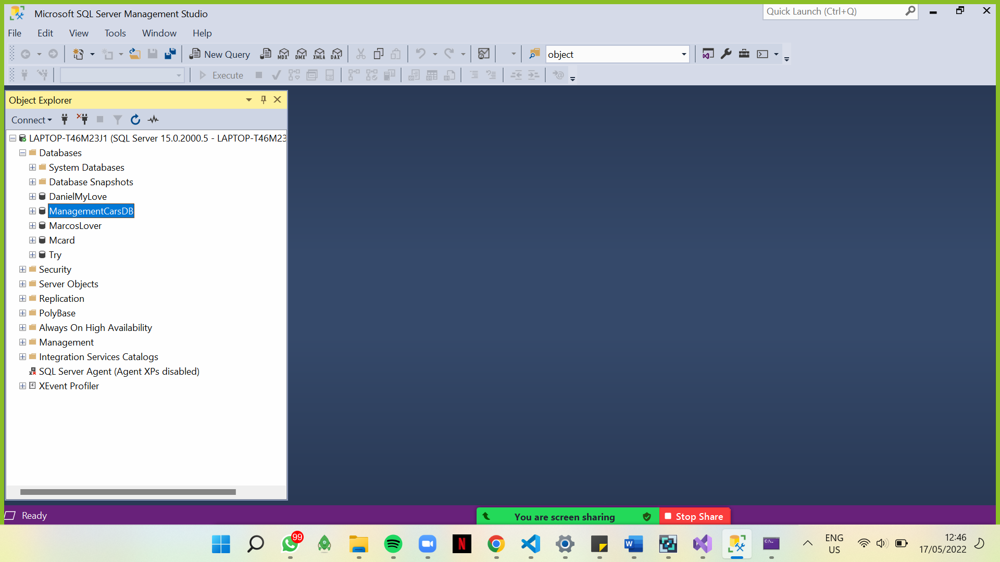 Microsoft SQL Server Management Studio
Quick Launch (Ctrl+Q)
File Edit View Tools Window Help
New Query MDX DMX XMLA DAX object
Execute
Object Explorer
Connect
LAPTOP-T46M23J1 (SQL Server 15.0.2000.5 - LAPTOP-T46M23
Databases
System Databases
Database Snapshots
DanielMyLove
ManagementCarsDB
MarcosLover
Mcard
Try
Security
Server Objects
Replication
PolyBase
Always On High Availability
Management
Integration Services Catalogs
SQL Server Agent (Agent XPs disabled)
XEvent Profiler
Ready
You are screen sharing
Stop Share
99
N
W
C:\_
ENG
US
12:46
17/05/2022